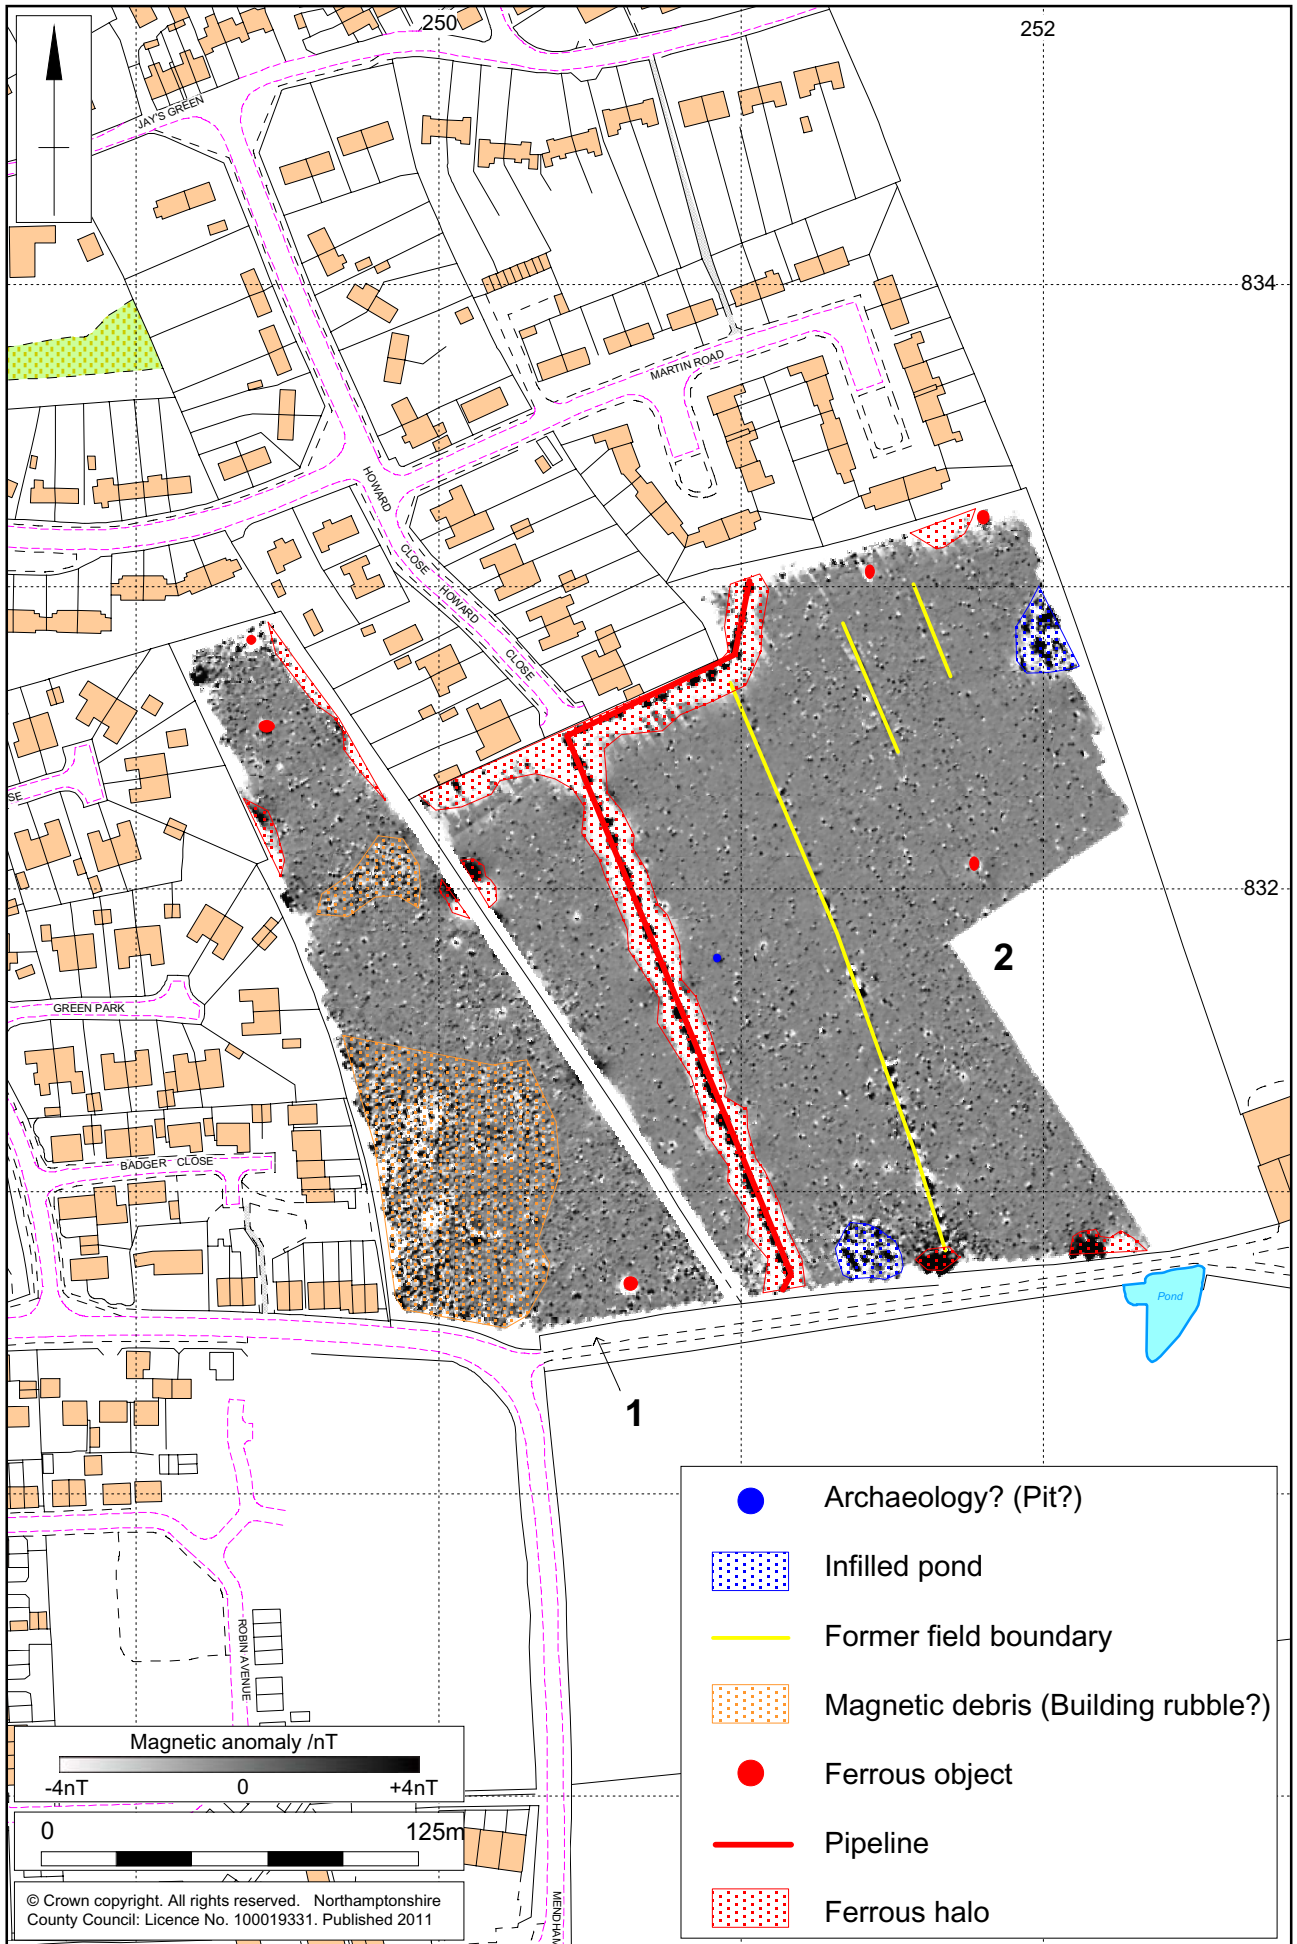 250
252
JAY'S GREEN
834
MARTIN ROAD
HOWARD
CLOSE
HOWARD
CLOSE
SE
832
2
GREEN PARK
BADGER CLOSE
Pond
1
ROBIN AVENUE
Archaeology? (Pit?)
Infilled pond
Former field boundary
Magnetic debris (Building rubble?)
Ferrous object
Pipeline
Ferrous halo
Magnetic anomaly /nT
-4nT 0 +4nT
0 125m
© Crown copyright. All rights reserved. Northamptonshire
County Council: Licence No. 100019331. Published 2011
MENDHAM